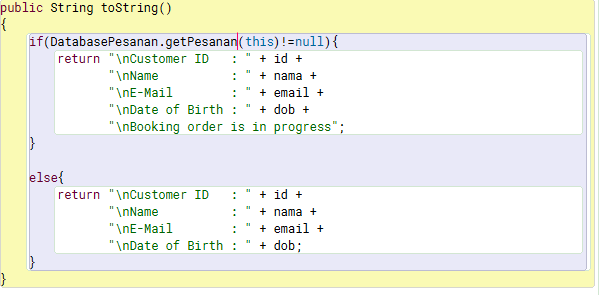 public String toString()
{
if(DatabasePesanan.getPesanan(this)!=null){
return "\nCustomer ID   : " + id +
"\nName          : " + nama +
"\nE-Mail        : " + email +
"\nDate of Birth : " + dob +
"\nBooking order is in progress";
}
else{
return "\nCustomer ID   : " + id +
"\nName          : " + nama +
"\nE-Mail        : " + email +
"\nDate of Birth : " + dob;
}
}